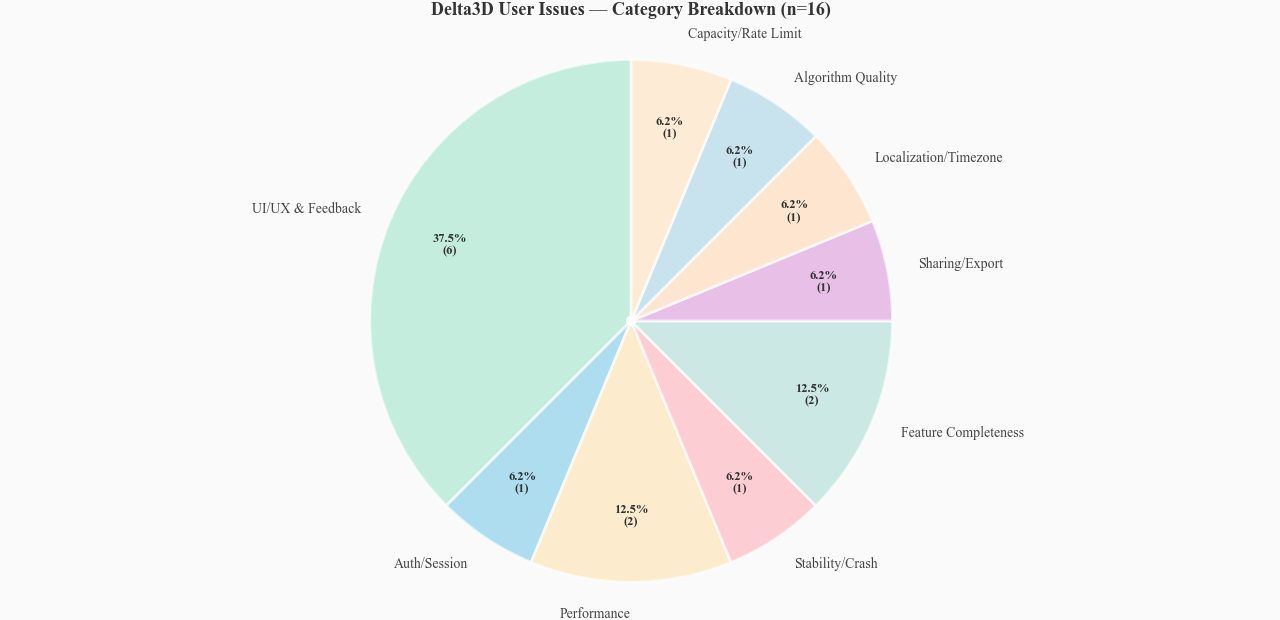 Delta3D User Issues — Category Breakdown (n=16)
Capacity/Rate Limit
Algorithm Quality
6.2%
(1)
6.2%
(1)
Localization/Timezone
UI/UX & Feedback
6.2%
(1)
37.5%
(6)
Sharing/Export
6.2%
(1)
12.5%
(2)
Feature Completeness
6.2%
(1)
6.2%
(1)
12.5%
(2)
Auth/Session
Stability/Crash
Performance